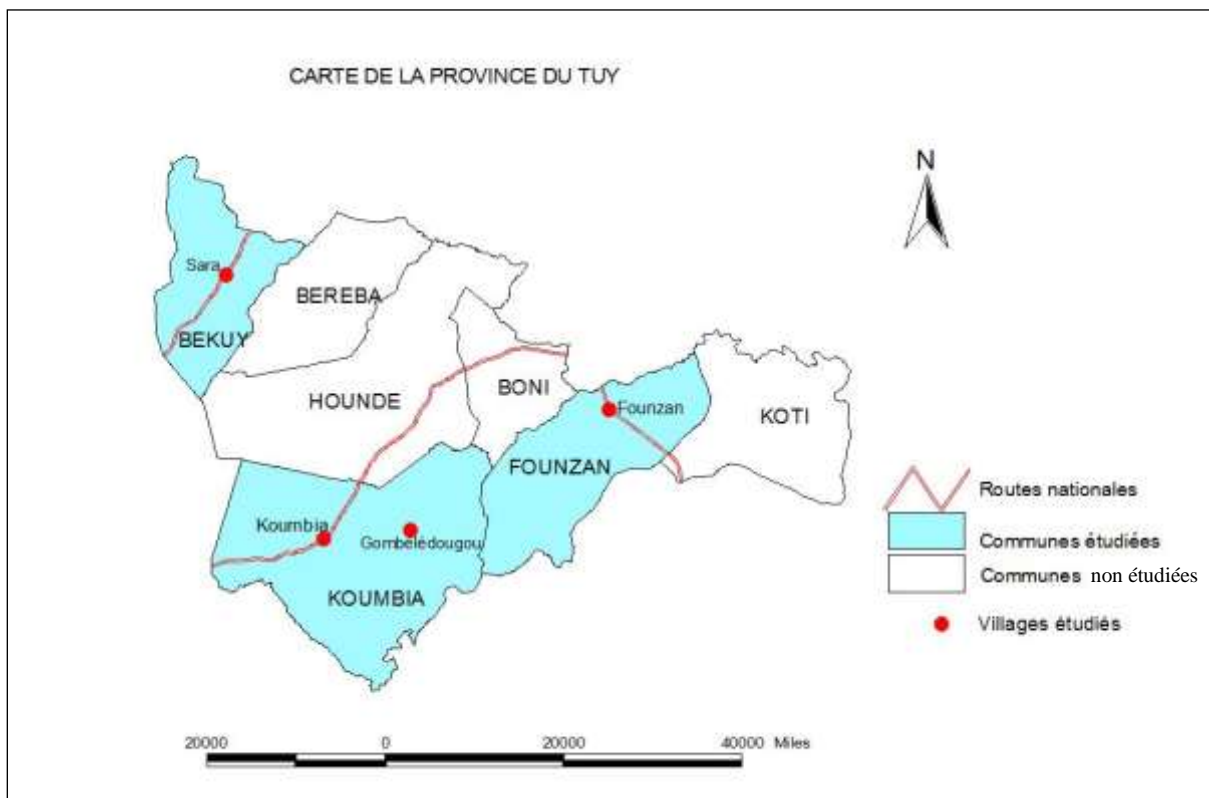 CARTE DE LA PROVINCE DU TUY
N
Sara
BEKUY
BEREBA
HOUNDE
BONI
Founzan
KOTI
FOUNZAN
Koumbia
Gombelédougou
KOUMBIA
Routes nationales
Communes étudiées
Communes non étudiées
Villages étudiés
20000 0 20000 40000 Miles